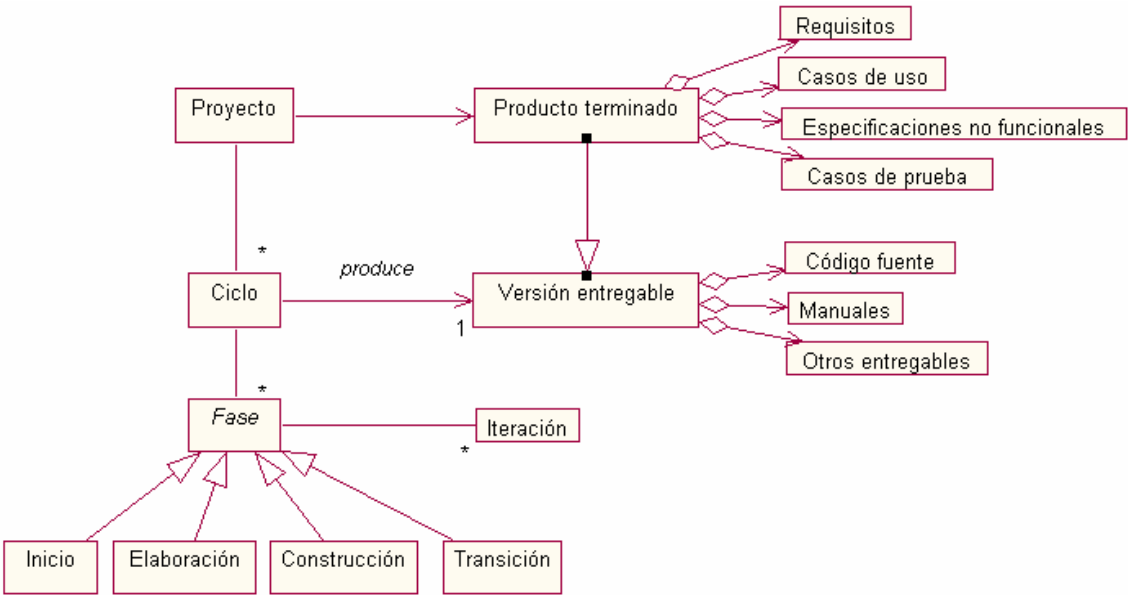 Requisitos
Casos de uso
Proyecto
Producto terminado
Especificaciones no funcionales
Casos de prueba
*
produce
Código fuente
Ciclo
Versión entregable
Manuales
1
Otros entregables
*
Fase
Iteración
*
Inicio
Elaboración
Construcción
Transición